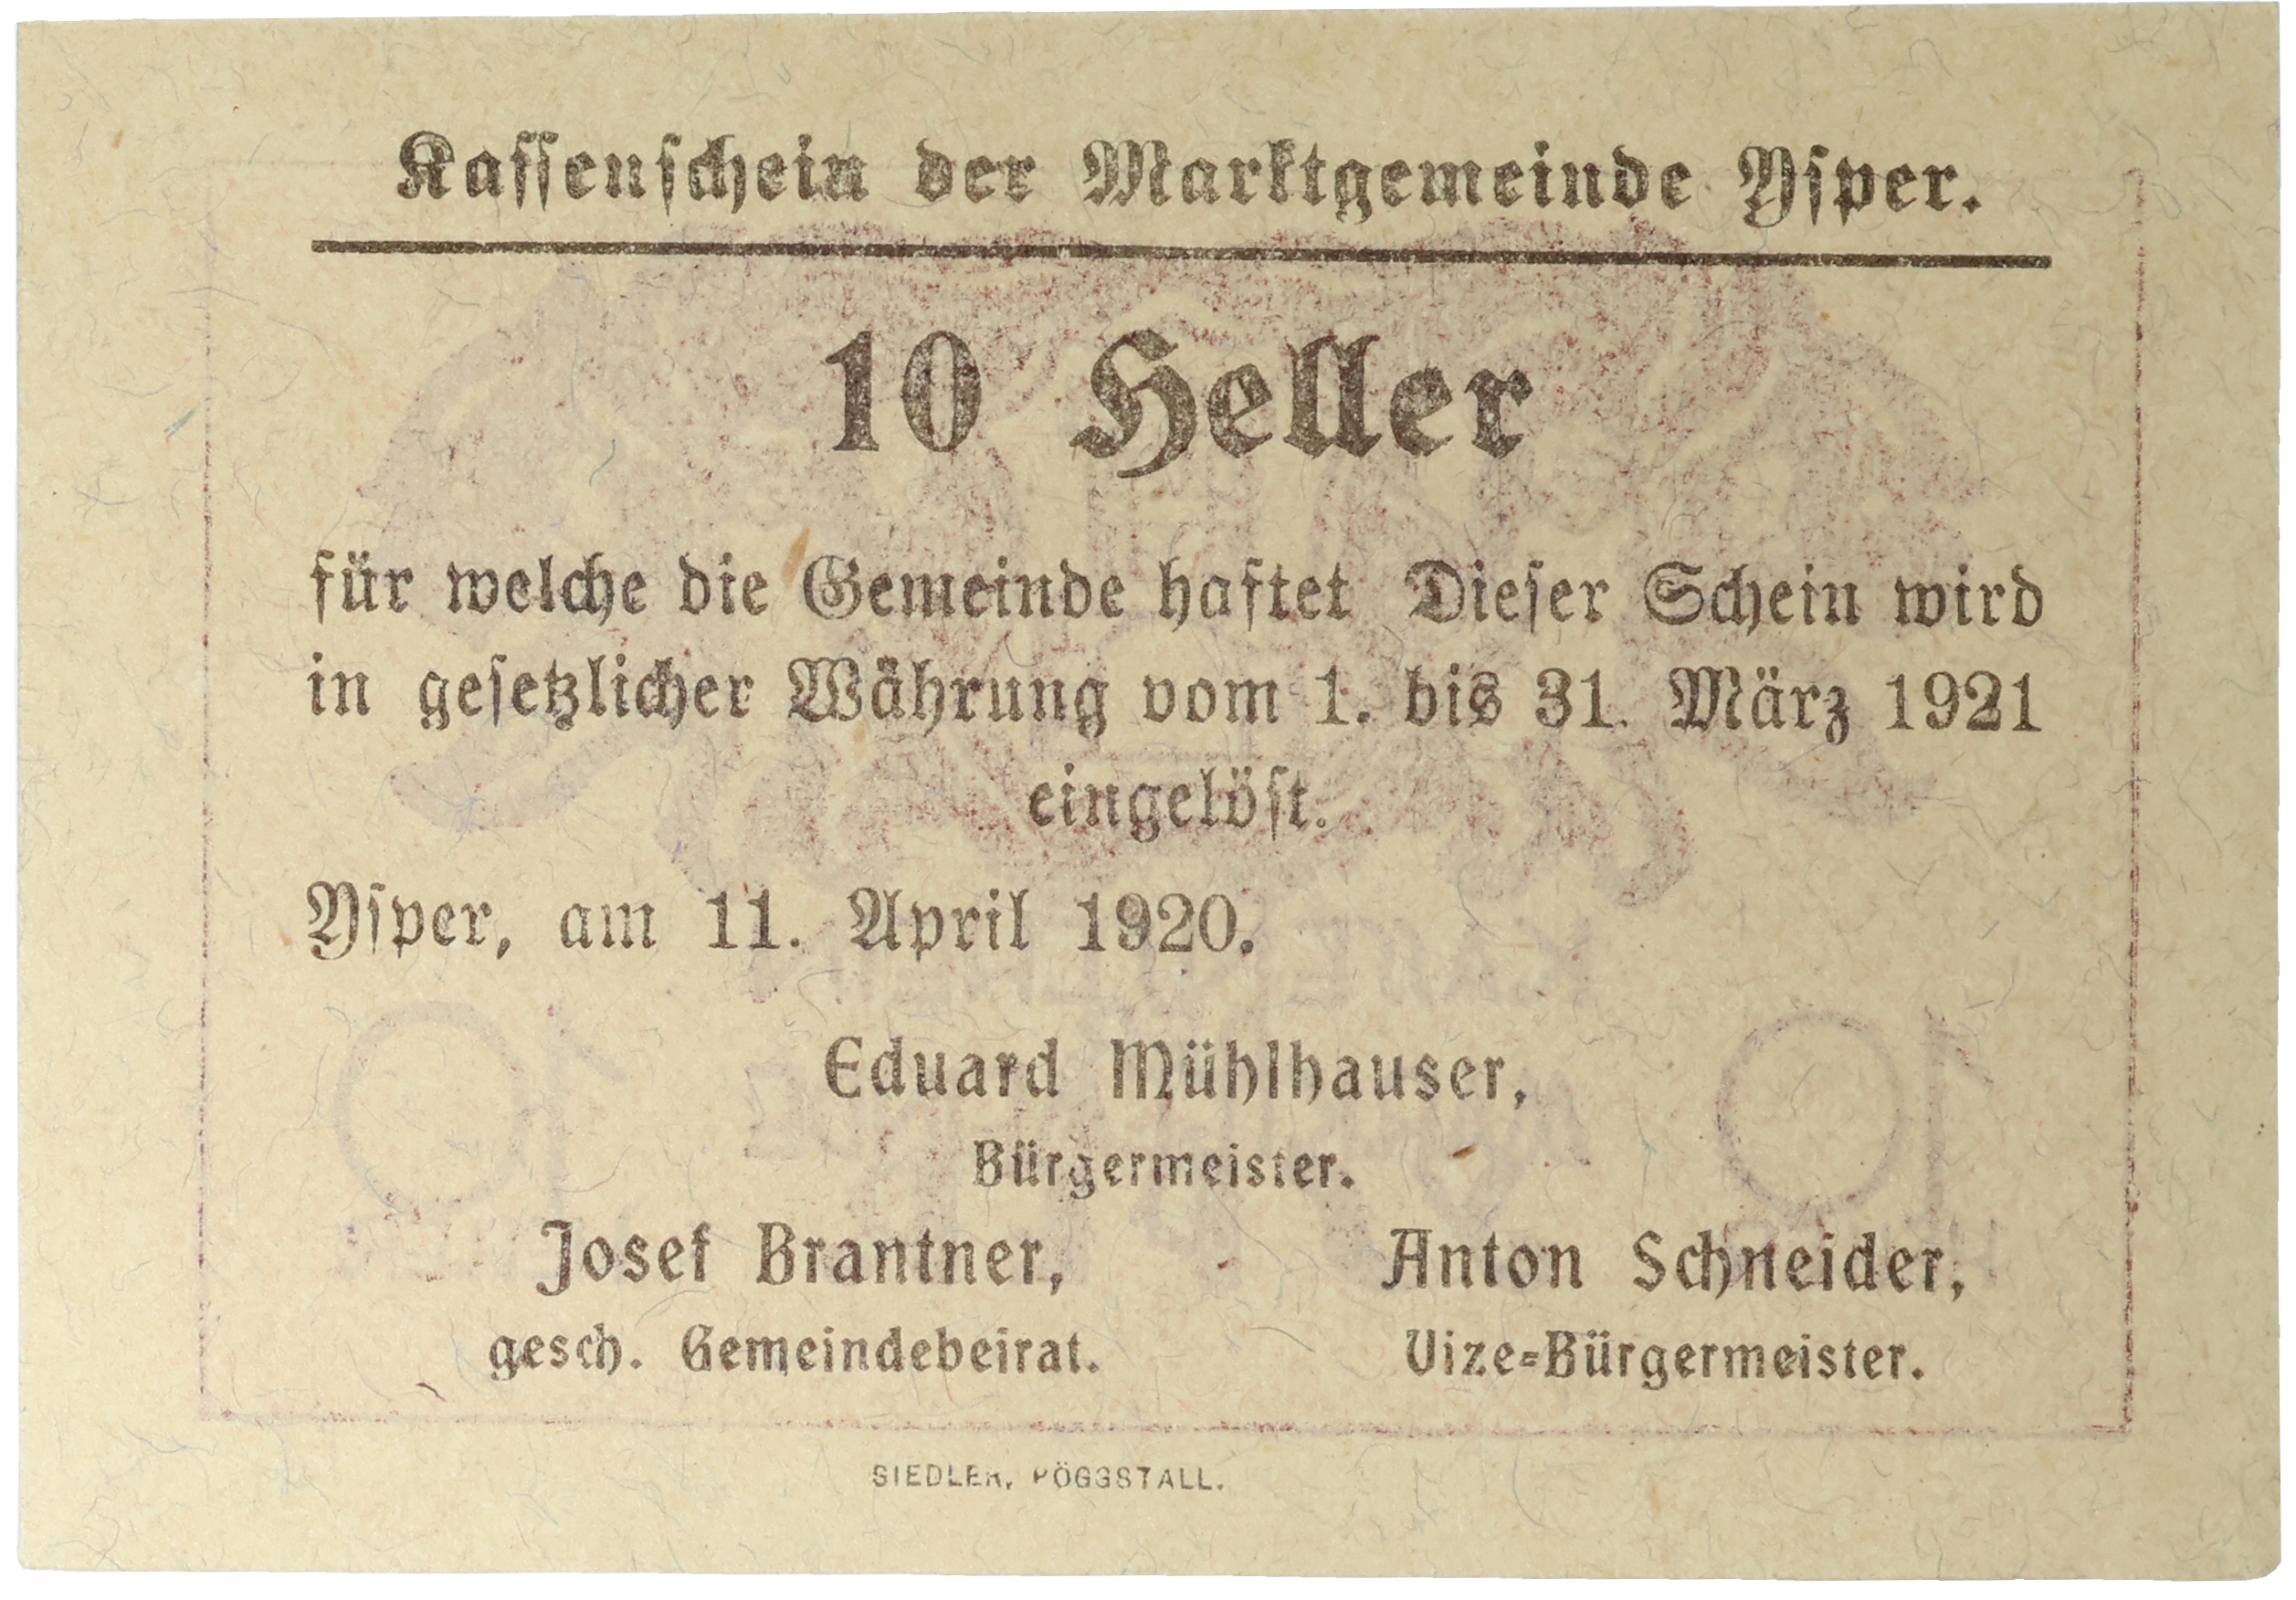 Kassenschein der Marktgemeinde Ysper.
10 Heller
für welche die Gemeinde haftet Dieser Schein wird
in gesetzlicher Währung vom 1. bis 31. März 1921
eingelöst.
Ysper, am 11. April 1920.
Eduard Mühlhauser,
Bürgermeister.
Josef Brantner,
gesch. Gemeindebeirat.
Anton Schneider,
Vize-Bürgermeister.
SIEDLER, PÖGGSTALL.